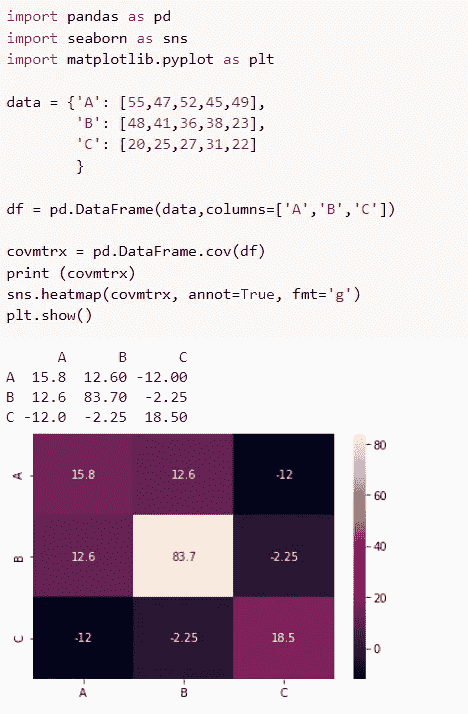 import pandas as pd
import seaborn as sns
import matplotlib.pyplot as plt
data = {'A': [55,47,52,45,49],
'B': [48,41,36,38,23],
'C': [20,25,27,31,22]
}
df = pd.DataFrame(data,columns=['A','B','C'])
covmtrx = pd.DataFrame.cov(df)
print (covmtrx)
sns.heatmap(covmtrx, annot=True, fmt='g')
plt.show()
A B C
A 15.8 12.60 -12.00
B 12.6 83.70 -2.25
C -12.0 -2.25 18.50
80
A 15.8 12.6 -12
60
40
B 12.6 83.7 -2.25
20
C -12 -2.25 18.5
0
A B C